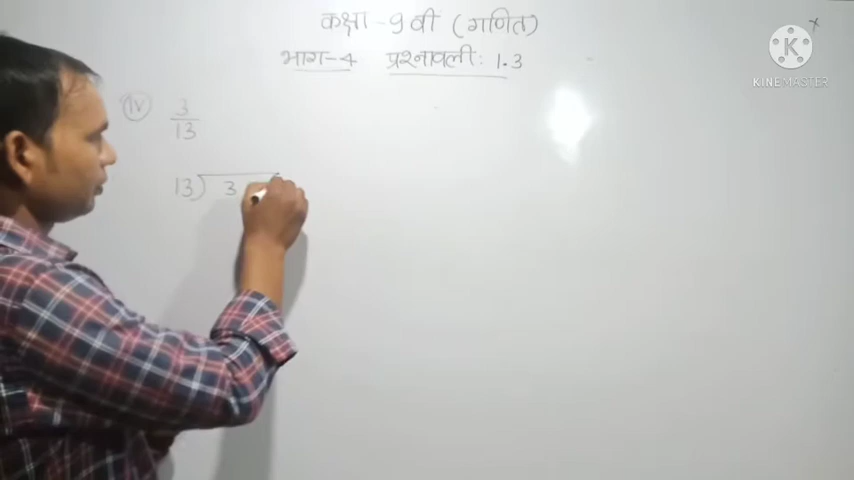 कक्षा - 9 वी (गणित)
भाग-4 प्रश्नावली: 1.3
K
KINEMASTER
IV 3/13
13) 3